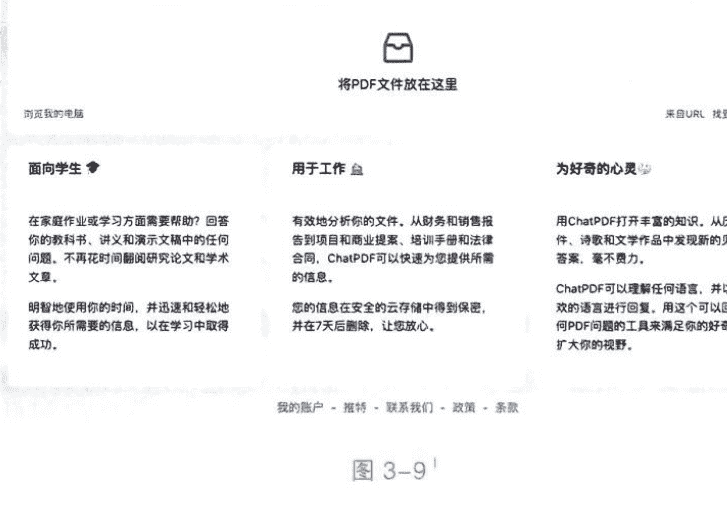 将PDF文件放在这里
浏览我的电脑
来自URL 找
面向学生
在家庭作业或学习方面需要帮助？回答
你的教科书、讲义和演示文稿中的任何
问题。不再花时间翻阅研究论文和学术
文章。
明智地使用你的时间，并迅速和轻松地
获得你所需要的信息，以在学习中取得
成功。
用于工作
有效地分析你的文件。从财务和销售报
告到项目和商业提案、培训手册和法律
合同，ChatPDF可以快速为您提供所需
的信息。
您的信息在安全的云存储中得到保密，
并在7天后删除，让您放心。
为好奇的心灵
用ChatPDF打开丰富的知识。从
件、诗歌和文学作品中发现新的
答案，毫不费力。
ChatPDF可以理解任何语言，并
欢的语言进行回复。用这个可以
何PDF问题的工具来满足你的好
扩大你的视野。
我的账户 - 推特 - 联系我们 - 政策 - 条款
图 3-9